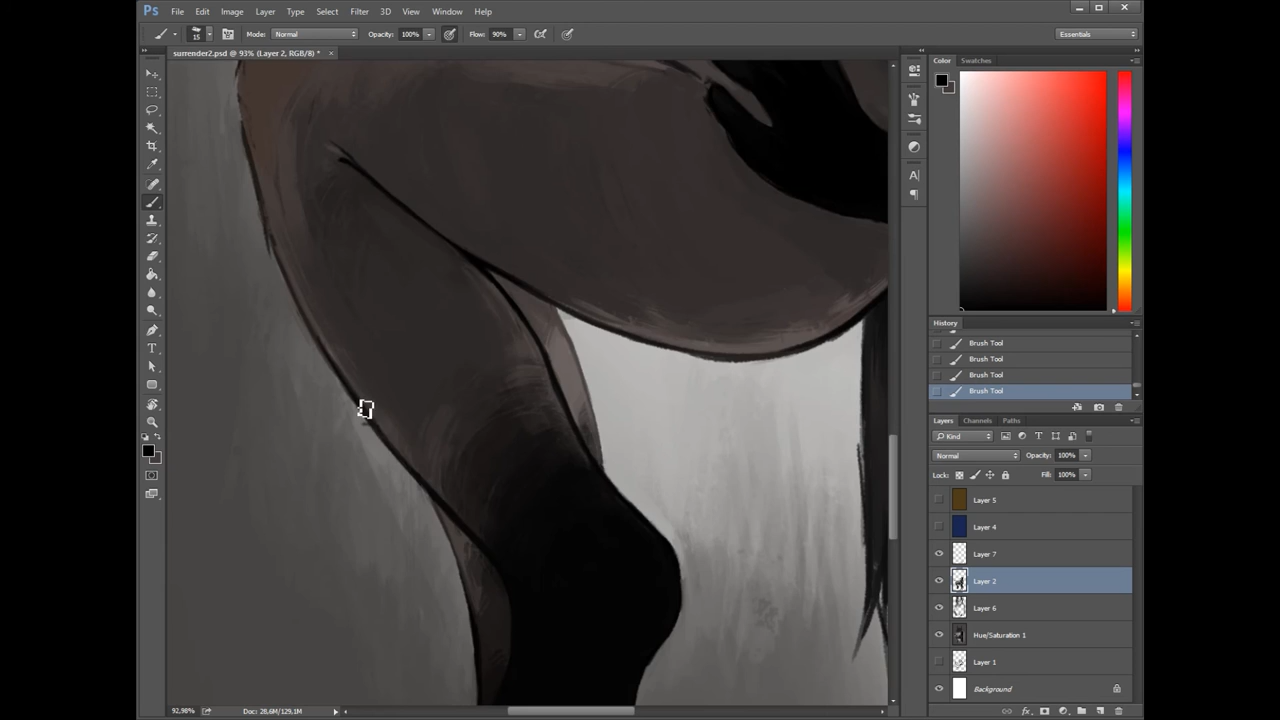 Ps File Edit Image Layer Type Select Filter 3D View Window Help
15 Mode: Normal Opacity: 100% Flow: 90% Essentials
surrender2.psd @ 93% (Layer 2, RGB/8) * ×
Color Swatches
History
Brush Tool
Brush Tool
Brush Tool
Brush Tool
Layers Channels Paths
Kind
Normal Opacity: 100%
Lock: Fill: 100%
Layer 5
Layer 4
Layer 7
Layer 2
Layer 6
Hue/Saturation 1
Layer 1
Background
92,98% Doc: 28,6M/129,1M